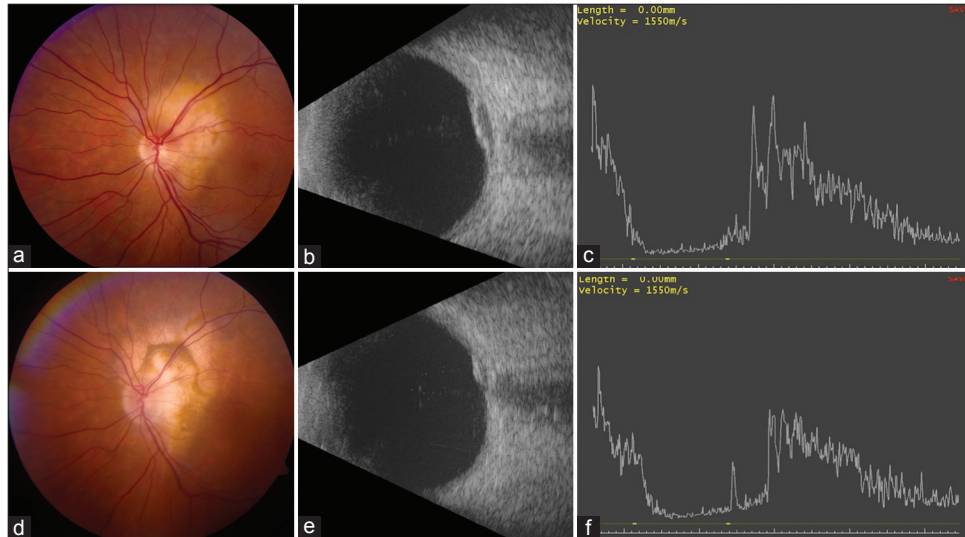 Length = 0.00mm
Velocity = 1550m/s
a
b
c
Length = 0.00mm
Velocity = 1550m/s
d
e
f